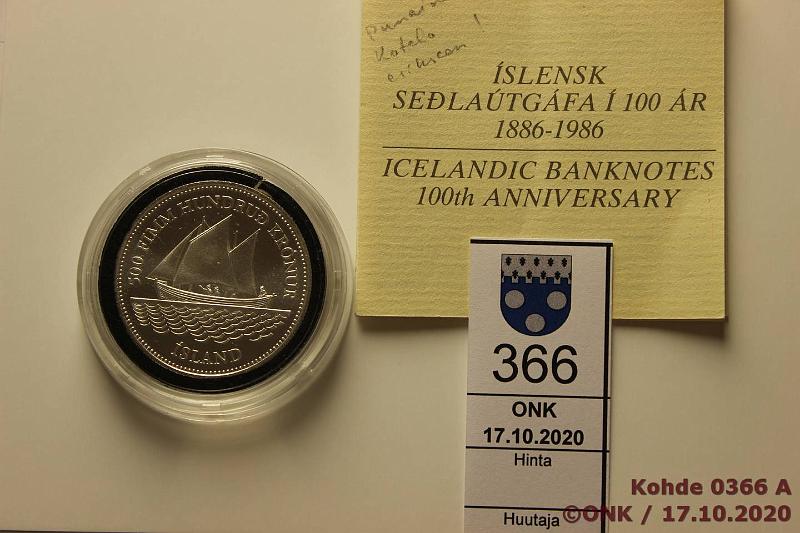 Kotelo
!
ÍSLENSK
SEÐLAÚTGÁFA Í 100 ÁR
1886-1986
ICELANDIC BANKNOTES
100th ANNIVERSARY
500 FIMM HUNDRUÐ KRÓNUR
ÍSLAND
366
ONK
17.10.2020
Hinta
Huutaja
Kohde 0366 A
©ONK / 17.10.2020